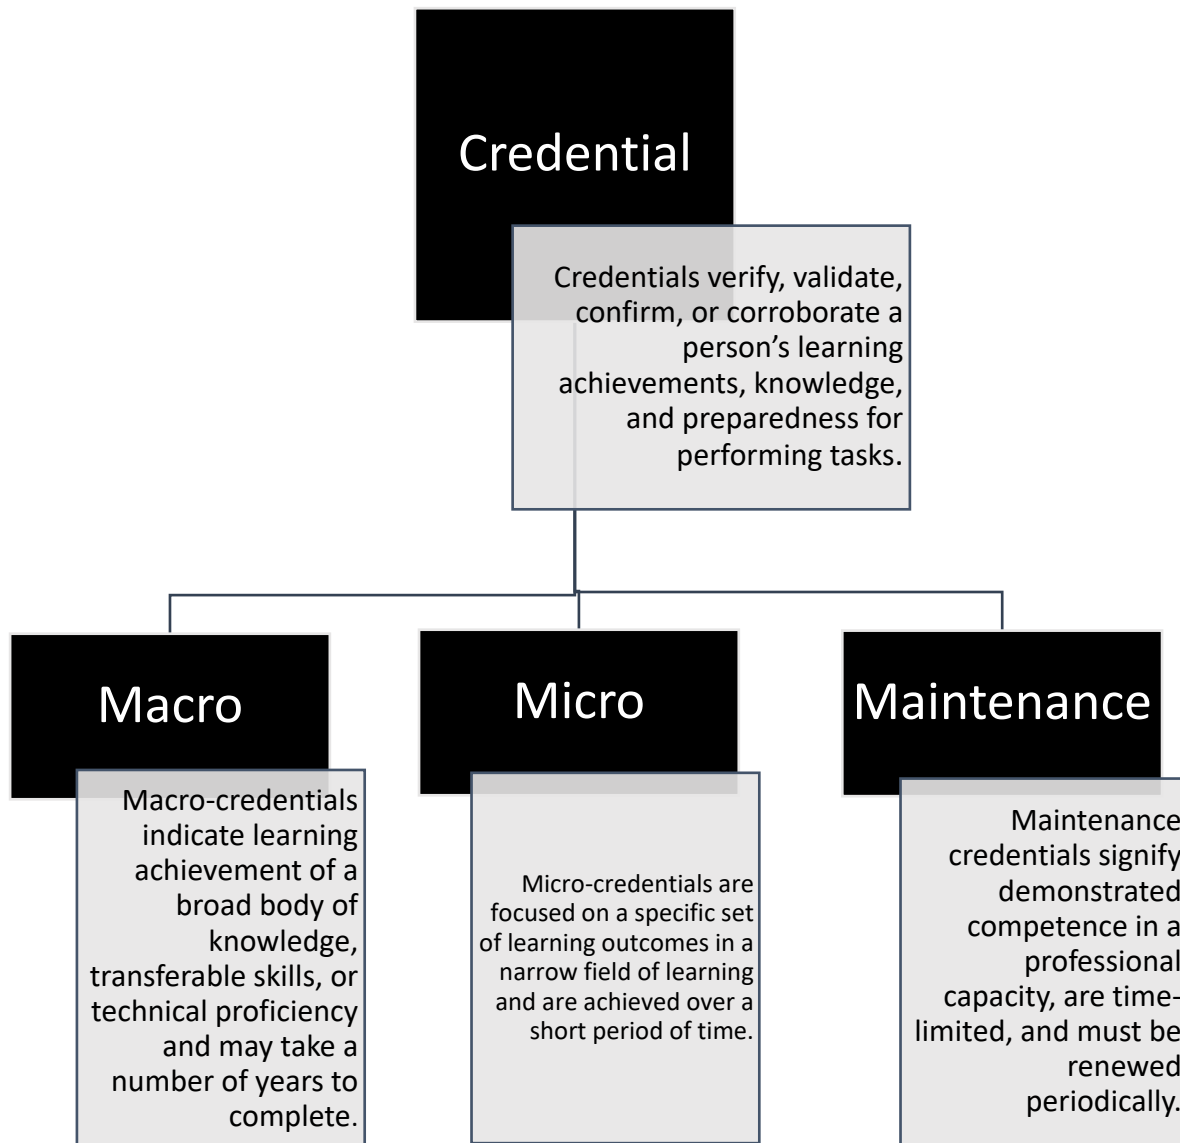 Credential
Credentials verify, validate,
confirm, or corroborate a
person’s learning
achievements, knowledge,
and preparedness for
performing tasks.
Macro
Macro-credentials
indicate learning
achievement of a
broad body of
knowledge,
transferable skills, or
technical proficiency
and may take a
number of years to
complete.
Micro
Micro-credentials are
focused on a specific set
of learning outcomes in a
narrow field of learning
and are achieved over a
short period of time.
Maintenance
Maintenance
credentials signify
demonstrated
competence in a
professional
capacity, are time-
limited, and must be
renewed
periodically.